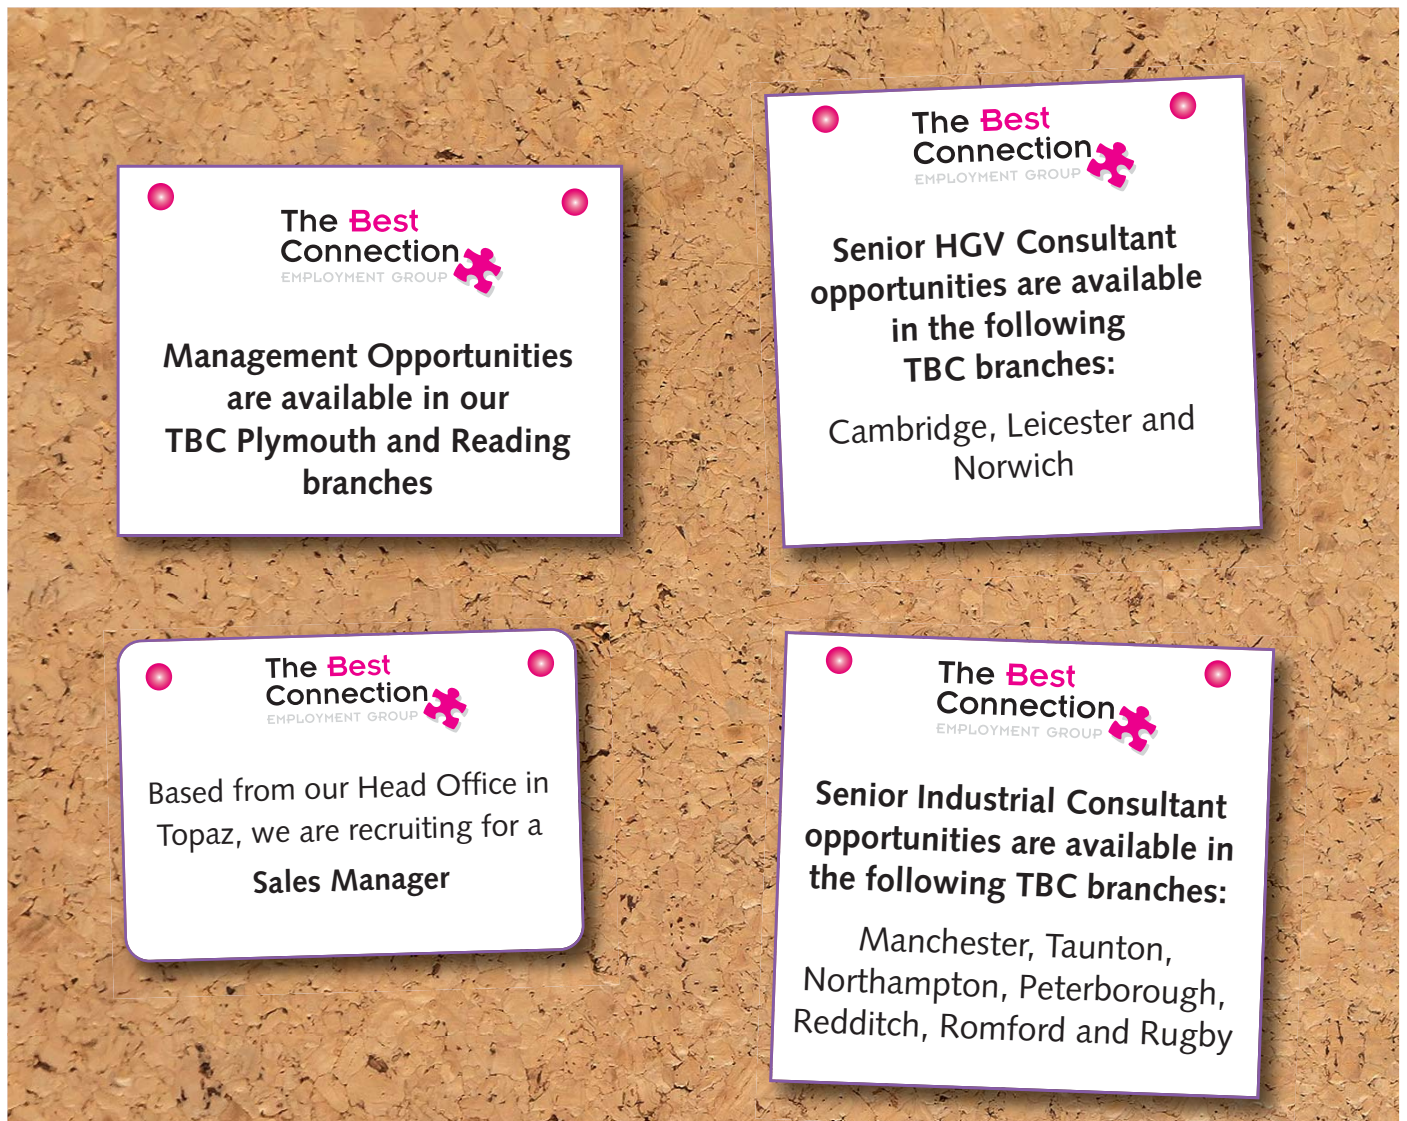 The Best
Connection
EMPLOYMENT GROUP
Management Opportunities
are available in our
TBC Plymouth and Reading
branches
The Best
Connection
EMPLOYMENT GROUP
Senior HGV Consultant
opportunities are available
in the following
TBC branches:
Cambridge, Leicester and
Norwich
The Best
Connection
EMPLOYMENT GROUP
Based from our Head Office in
Topaz, we are recruiting for a
Sales Manager
The Best
Connection
EMPLOYMENT GROUP
Senior Industrial Consultant
opportunities are available in
the following TBC branches:
Manchester, Taunton,
Northampton, Peterborough,
Redditch, Romford and Rugby